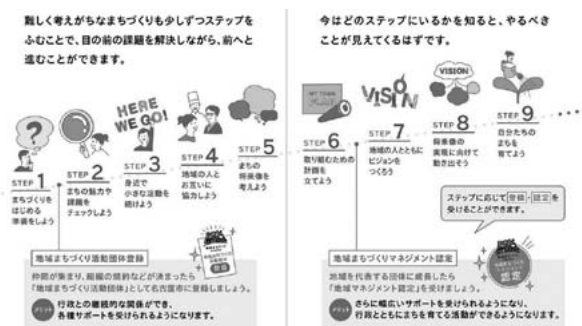 難しく考えがちなまちづくりも少しずつステップを
ふむことで、目の前の課題を解決しながら、前へと
進むことができます。
今はどのステップにいるかを知ると、やるべき
ことが見えてくるはずです。
STEP 1
まちづくりを
はじめる
準備をしよう
STEP 2
まちの魅力や
課題を
チェックしよう
HERE
WE GO!
STEP 3
身近で
小さな活動を
続けよう
STEP 4
地域の人と
お互いに
協力しよう
STEP 5
まちの
将来像を
考えよう
MY TOWN
STEP 6
取り組むための
計画を
立てよう
VISION
STEP 7
地域の人とともに
ビジョンを
つくろう
VISION
STEP 8
将来像の
実現に向けて
動き出そう
STEP 9
自分たちの
まちを
育てよう
ステップに応じて登録・認定を
受けることができます。
地域まちづくり活動団体登録
仲間が集まり、組織の規約などが決まったら
「地域まちづくり活動団体」として名古屋市に登録しましょう。
メリット 行政との継続的な関係ができ、
各種サポートを受けられるようになります。
登録
地域まちづくりマネジメント認定
地域を代表する団体に成長したら
「地域マネジメント認定」を受けましょう。
メリット さらに幅広いサポートを受けられるようになり、
行政とともにまちを育てる活動ができるようになります。
認定